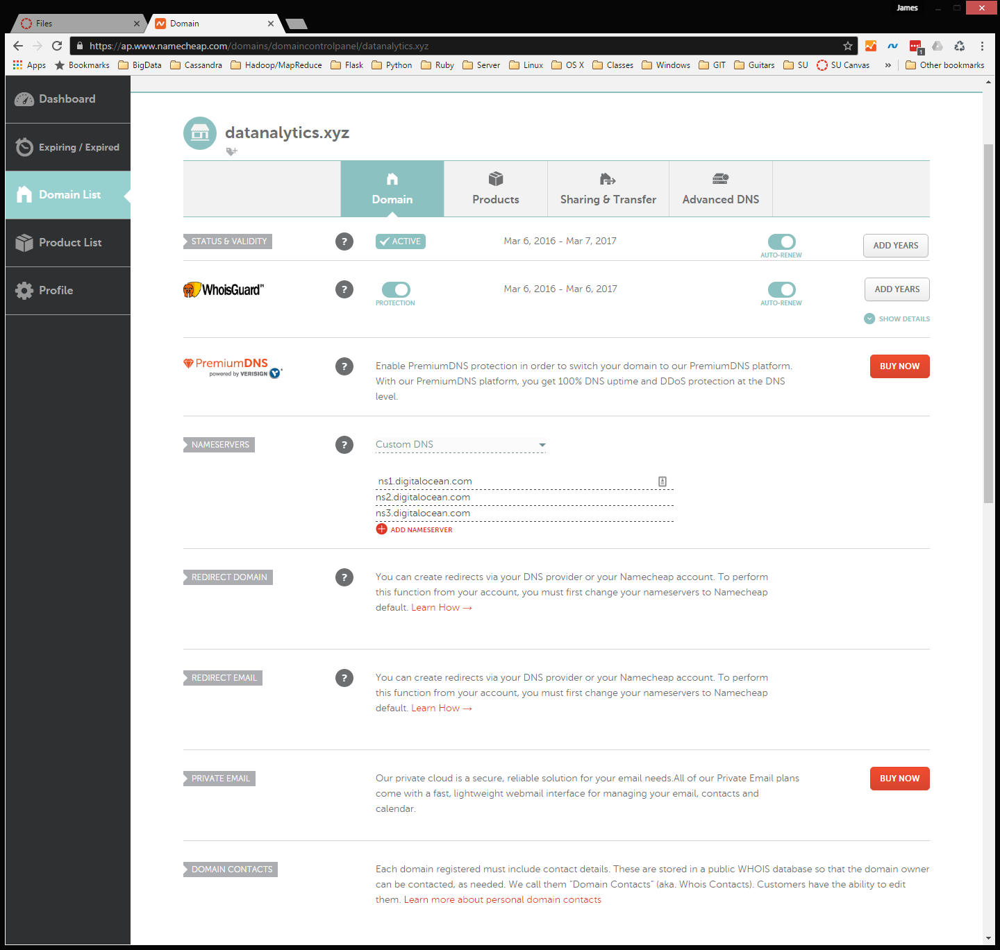 James
Files
Domain
https://ap.www.namecheap.com/domains/domaincontrolpanel/datanalytics.xyz
1
Apps Bookmarks BigData Cassandra Hadoop/MapReduce Flask Python Ruby Server Linux OS X Classes Windows GIT Guitars SU SU Canvas » Other bookmarks
Dashboard
Expiring / Expired
Domain List
Product List
Profile
datanalytics.xyz
Domain Products Sharing & Transfer Advanced DNS
STATUS & VALIDITY ? ACTIVE Mar 6, 2016 - Mar 7, 2017 ADD YEARS
AUTO-RENEW
WhoisGuard™ ? Mar 6, 2016 - Mar 6, 2017 ADD YEARS
PROTECTION AUTO-RENEW
SHOW DETAILS
PremiumDNS
powered by VERISIGN
? Enable PremiumDNS protection in order to switch your domain to our PremiumDNS platform. BUY NOW
With our PremiumDNS platform, you get 100% DNS uptime and DDoS protection at the DNS
level.
NAMESERVERS ? Custom DNS
ns1.digitalocean.com
ns2.digitalocean.com
ns3.digitalocean.com
ADD NAMESERVER
REDIRECT DOMAIN ? You can create redirects via your DNS provider or your Namecheap account. To perform
this function from your account, you must first change your nameservers to Namecheap
default. Learn How →
REDIRECT EMAIL ? You can create redirects via your DNS provider or your Namecheap account. To perform
this function from your account, you must first change your nameservers to Namecheap
default. Learn How →
PRIVATE EMAIL Our private cloud is a secure, reliable solution for your email needs.All of our Private Email plans BUY NOW
come with a fast, lightweight webmail interface for managing your email, contacts and
calendar.
DOMAIN CONTACTS Each domain registered must include contact details. These are stored in a public WHOIS database so that the domain owner
can be contacted, as needed. We call them "Domain Contacts" (aka. Whois Contacts). Customers have the ability to edit
them. Learn more about personal domain contacts